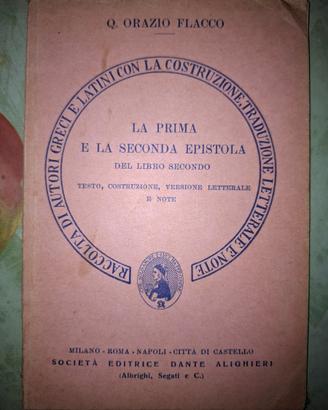 Q. ORAZIO FLACCO
RACCOLTA DI AUTORI GRECI E LATINI CON LA COSTRUZIONE, TRADUZIONE LETTERALE E NOTE
LA PRIMA
E LA SECONDA EPISTOLA
DEL LIBRO SECONDO
TESTO, COSTRUZIONE, VERSIONE LETTERALE
E NOTE
MILANO - ROMA - NAPOLI - CITTÀ DI CASTELLO
SOCIETÀ EDITRICE DANTE ALIGHIERI
(Albrighi, Segati e C.)